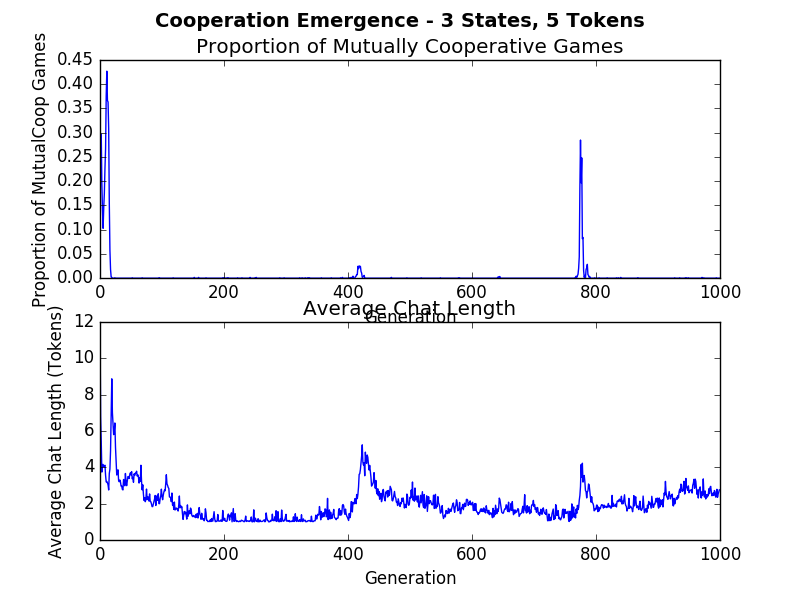 Cooperation Emergence - 3 States, 5 Tokens
Proportion of Mutually Cooperative Games
Proportion of MutualCoop Games
0.45
0.40
0.35
0.30
0.25
0.20
0.15
0.10
0.05
0.00
0 200 400 600 800 1000
Generation
Average Chat Length
Average Chat Length (Tokens)
12
10
8
6
4
2
0
0 200 400 600 800 1000
Generation